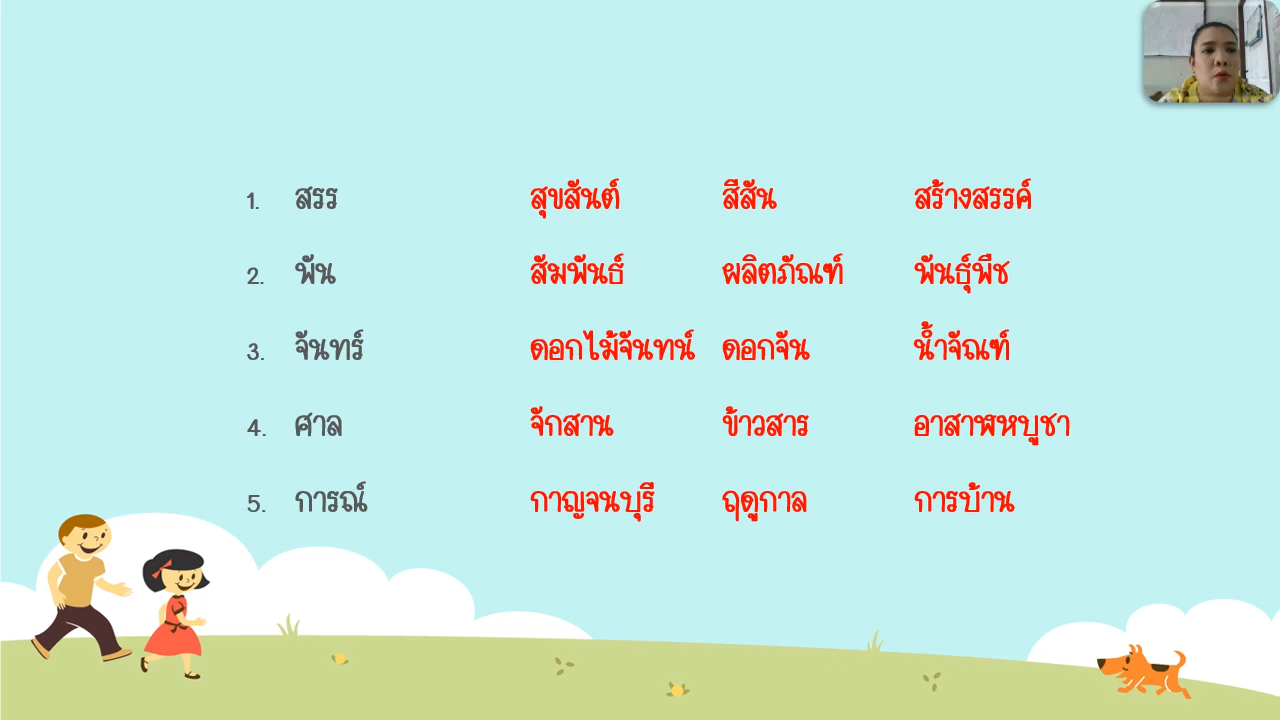 1. สรร สุขสันต์ สีสัน สร้างสรรค์
2. พัน สัมพันธ์ ผลิตภัณฑ์ พันธุ์พืช
3. จันทร์ ดอกไม้จันทน์ ดอกจัน น้ำจัณฑ์
4. ศาล จักสาน ข้าวสาร อาสาฬหบูชา
5. การณ์ กาญจนบุรี ฤดูกาล การบ้าน